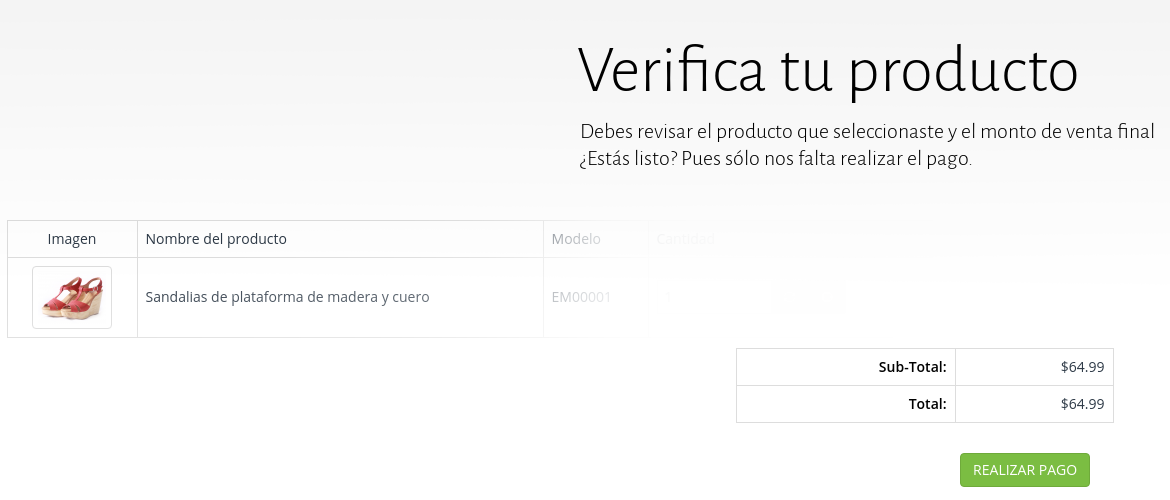 Verifica tu producto
Debes revisar el producto que seleccionaste y el monto de venta final
¿Estás listo? Pues sólo nos falta realizar el pago.
Imagen Nombre del producto Modelo Cantidad
Sandalias de plataforma de madera y cuero EM00001
Sub-Total: $64.99
Total: $64.99
REALIZAR PAGO